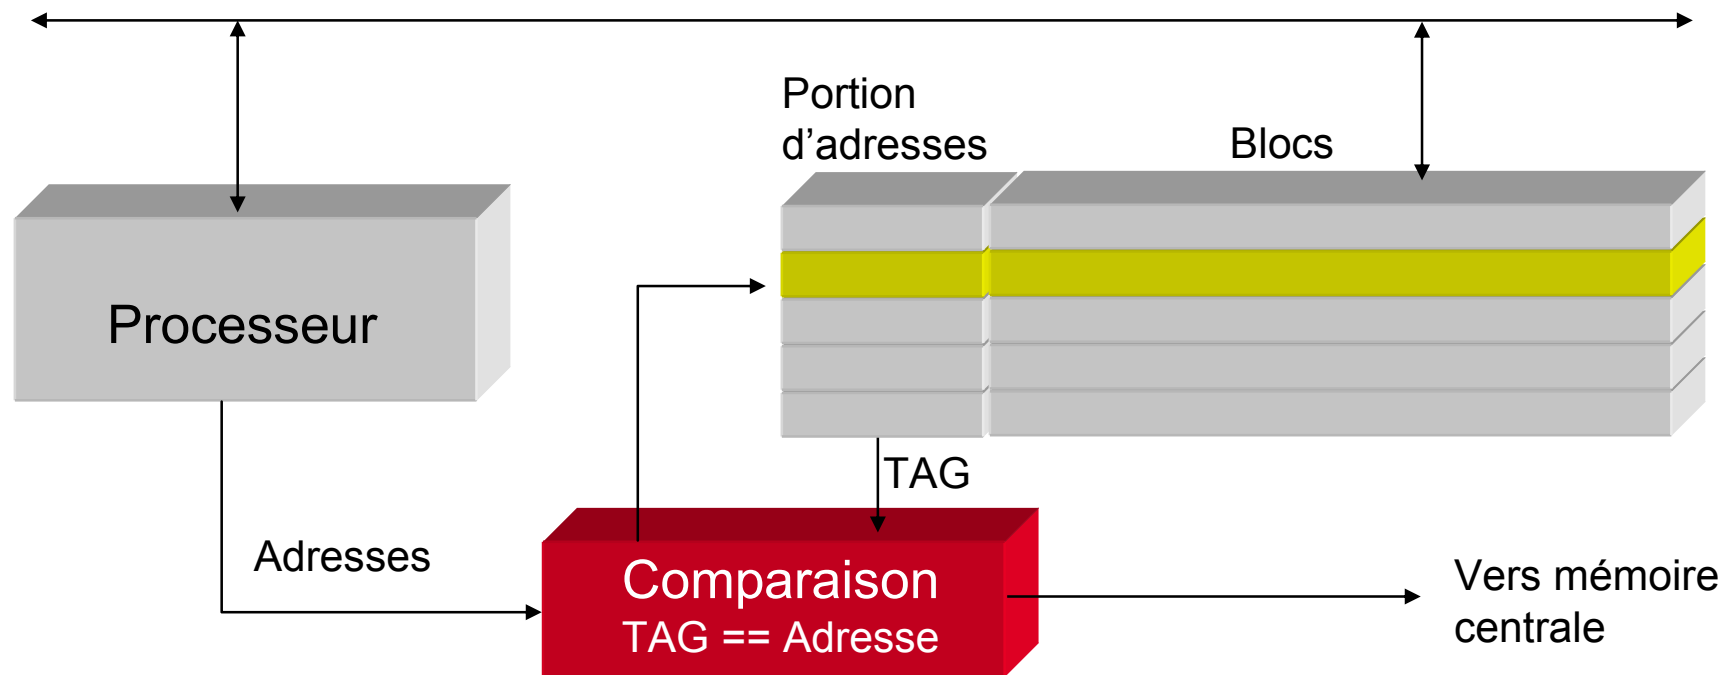 Portion
d’adresses
Blocs
Processeur
TAG
Adresses
Comparaison
TAG == Adresse
Vers mémoire
centrale